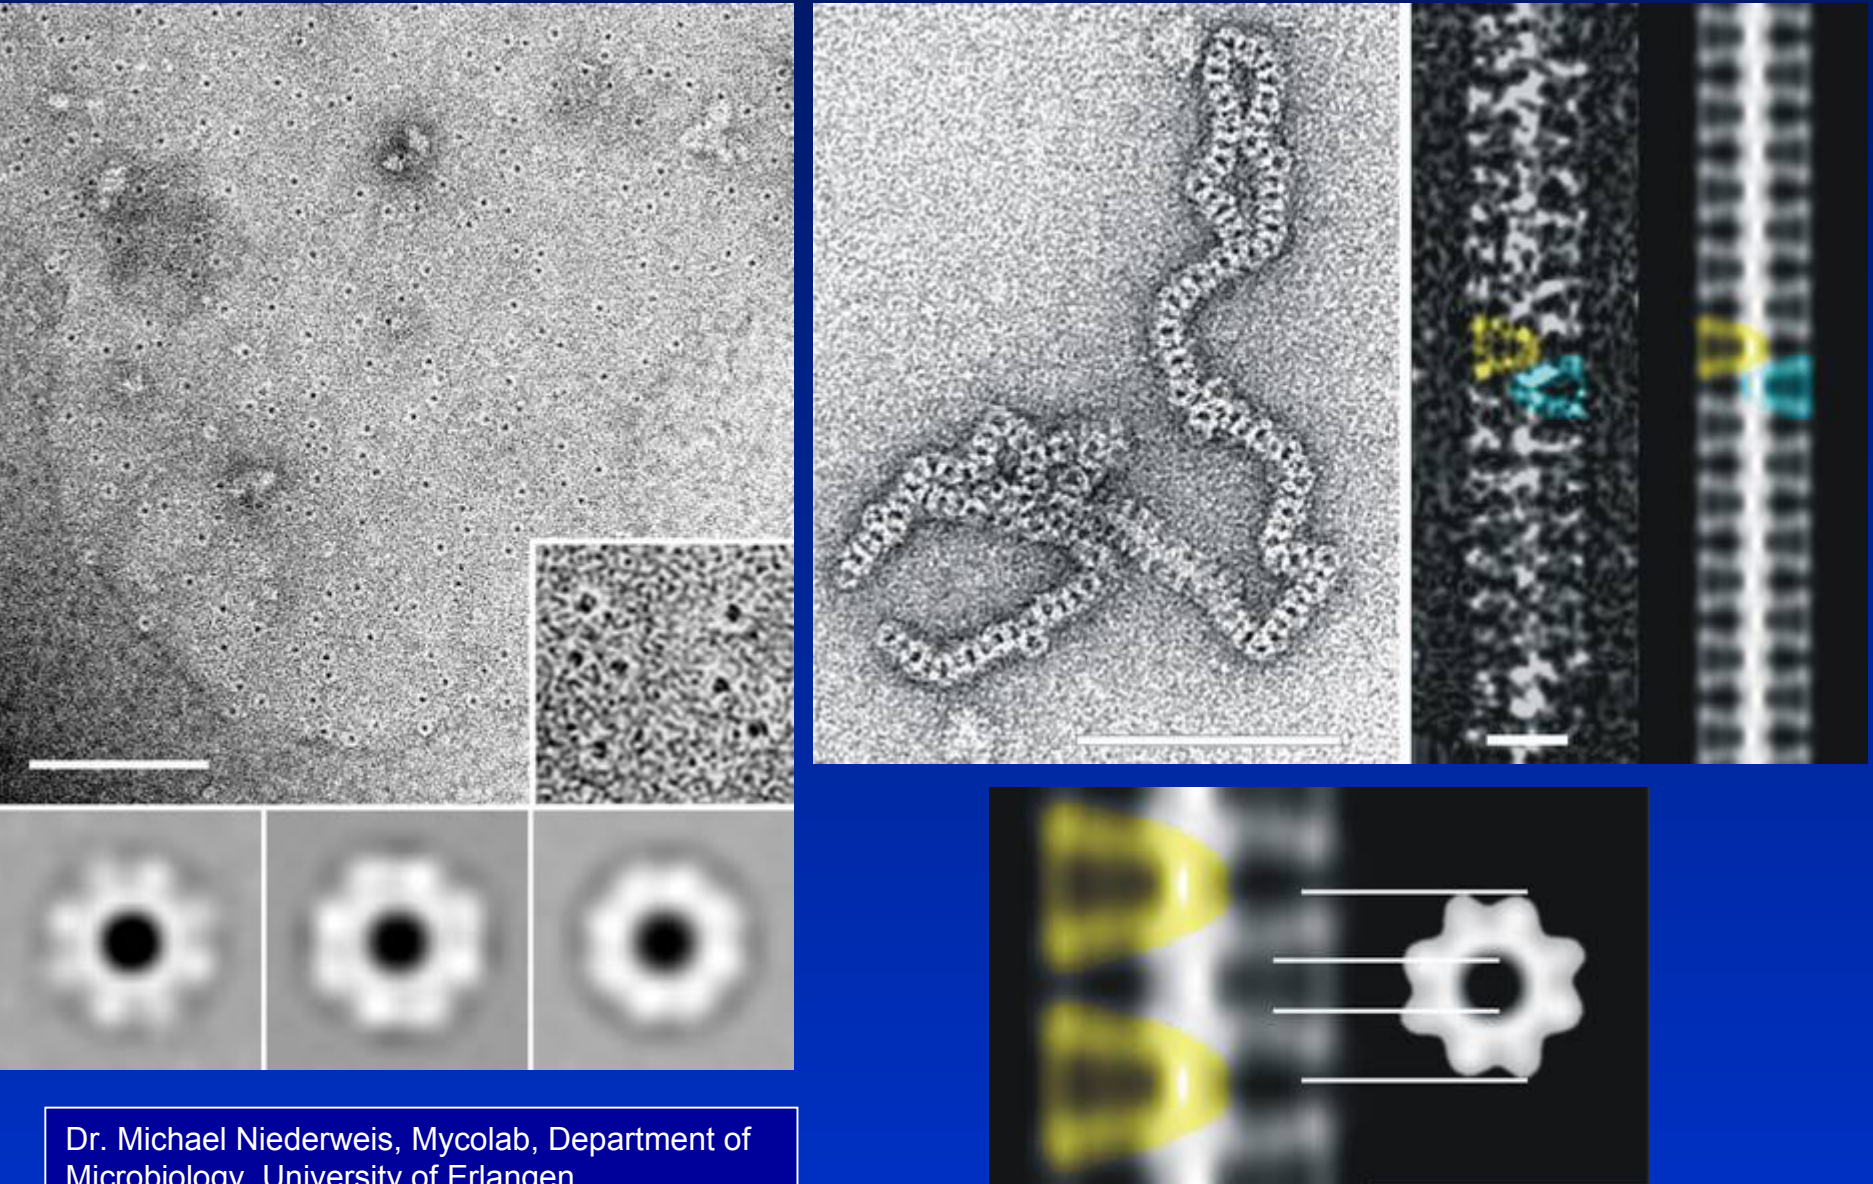 Dr. Michael Niederweis, Mycolab, Department of
Microbiology, University of Erlangen